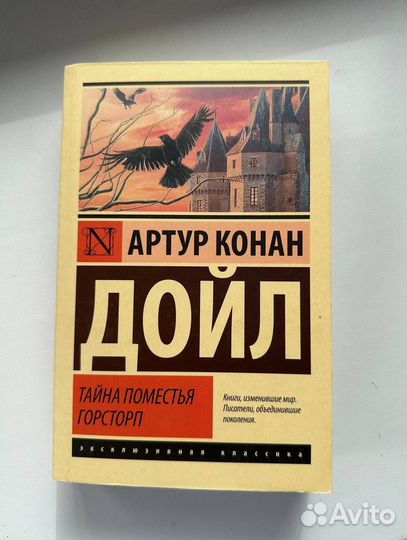 N
АРТУР КОНАН
ДОЙЛ
ТАЙНА ПОМЕСТЬЯ
ГОРСТОРП
Книги, изменившие мир.
Писатели, объединившие
поколения.
эксклюзивная классика
Avito